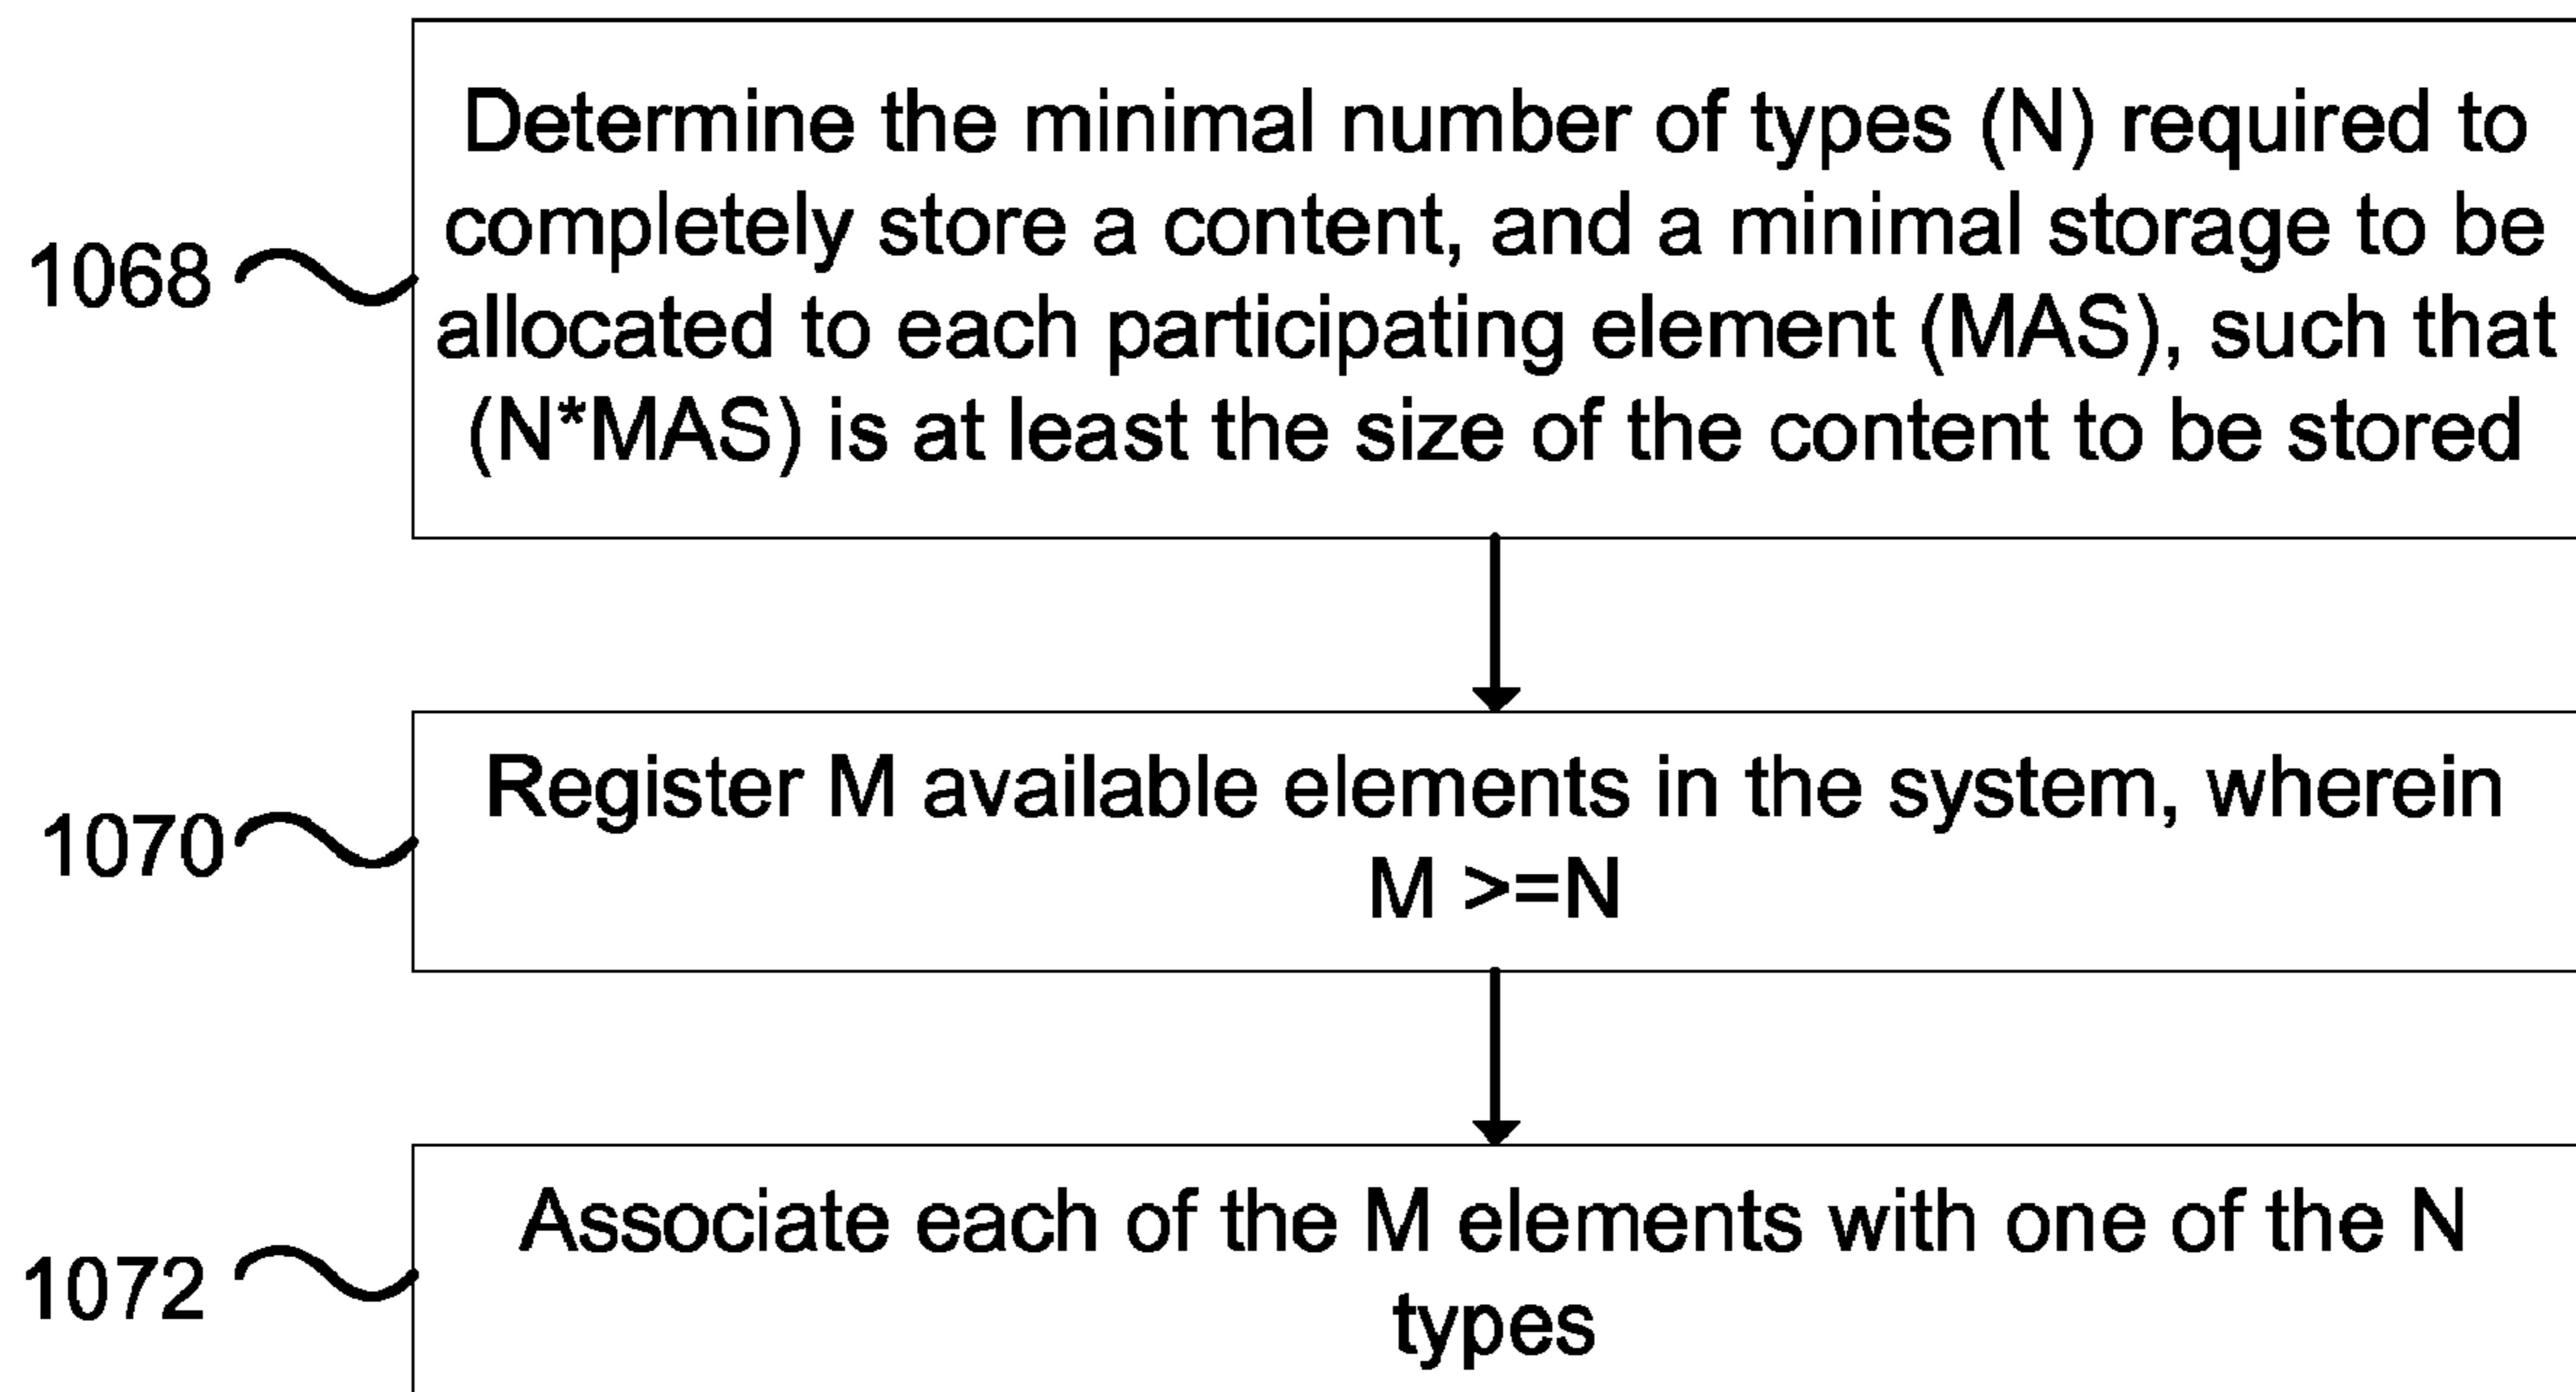 Determine the minimal number of types (N) required to
completely store a content, and a minimal storage to be
1068
allocated to each participating element (MAS), such that
(N*MAS) is at least the size of the content to be stored
Register M available elements in the system, wherein
1070
M >=N
Associate each of the M elements with one of the N
1072
types